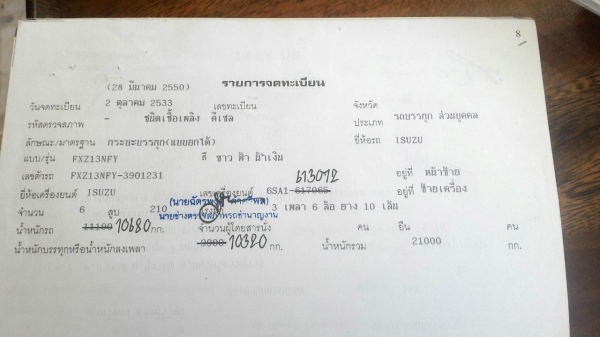 8
(28 มีนาคม 2550) รายการจดทะเบียน
วันจดทะเบียน 2 ตุลาคม 2533 เลขทะเบียน จังหวัด
รหัสตรวจสภาพ - ชนิดเชื้อเพลิง ดีเซล ประเภท รถบรรทุก ส่วนบุคคล
ลักษณะ/มาตรฐาน กระบะบรรทุก(แบบยกได้) ยี่ห้อรถ ISUZU
แบบ/รุ่น FXZ13NFY สี ขาว ฟ้า น้ำเงิน
เลขตัวรถ FXZ13NFY-3901231 613072 อยู่ที่ หน้าซ้าย
ยี่ห้อเครื่องยนต์ ISUZU เลขเครื่องยนต์ 6SA1-617065 อยู่ที่ ซ้ายเครื่อง
จำนวน 6 สูบ 210 3 เพลา 6 ล้อ ยาง 10 เส้น
น้ำหนักรถ 11100 10680 กก. จำนวนผู้โดยสารนั่ง คน ยืน คน
น้ำหนักบรรทุกหรือน้ำหนักลงเพลา 9900 10320 กก. น้ำหนักรวม 21000 กก.